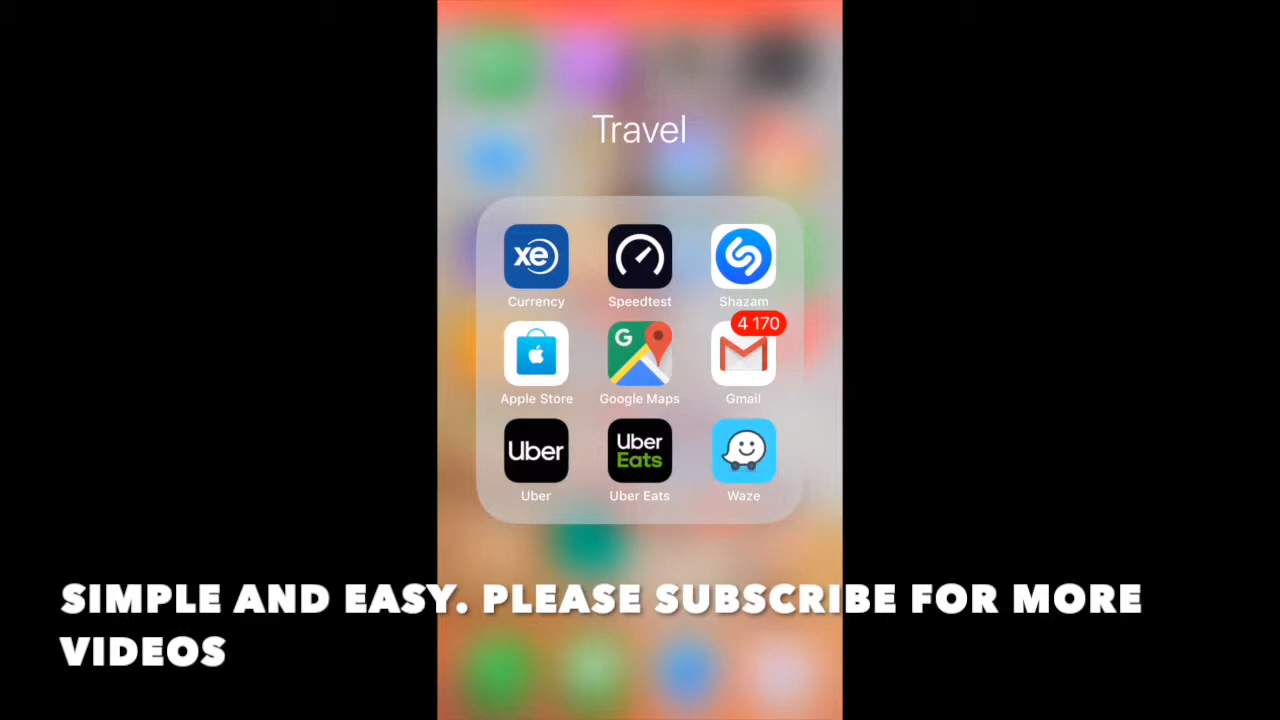 Travel
xe
Currency
Speedtest
Shazam
Apple Store
G
Google Maps
4 170
Gmail
Uber
Uber
Uber
Eats
Uber Eats
Waze
SIMPLE AND EASY. PLEASE SUBSCRIBE FOR MORE
VIDEOS